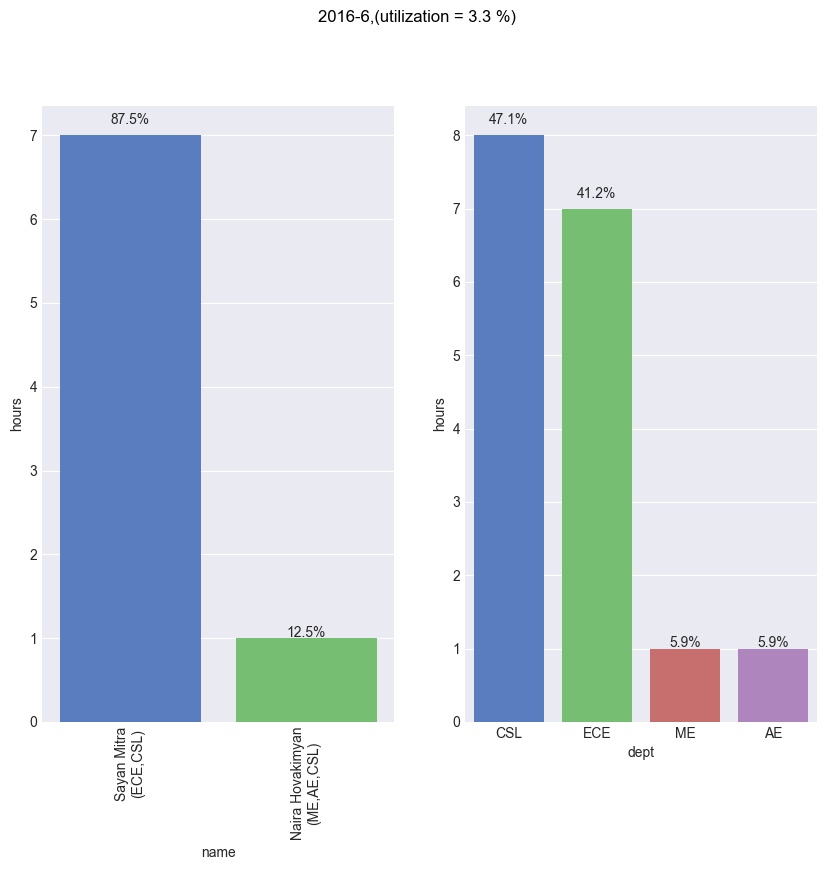 2016-6,(utilization = 3.3 %)
87.5%
12.5%
7
6
5
4
3
2
1
0
hours
Sayan Mitra
(ECE,CSL)
Naira Hovakimyan
(ME,AE,CSL)
name
47.1%
41.2%
5.9%
5.9%
8
7
6
5
4
3
2
1
0
hours
CSL
ECE
ME
AE
dept